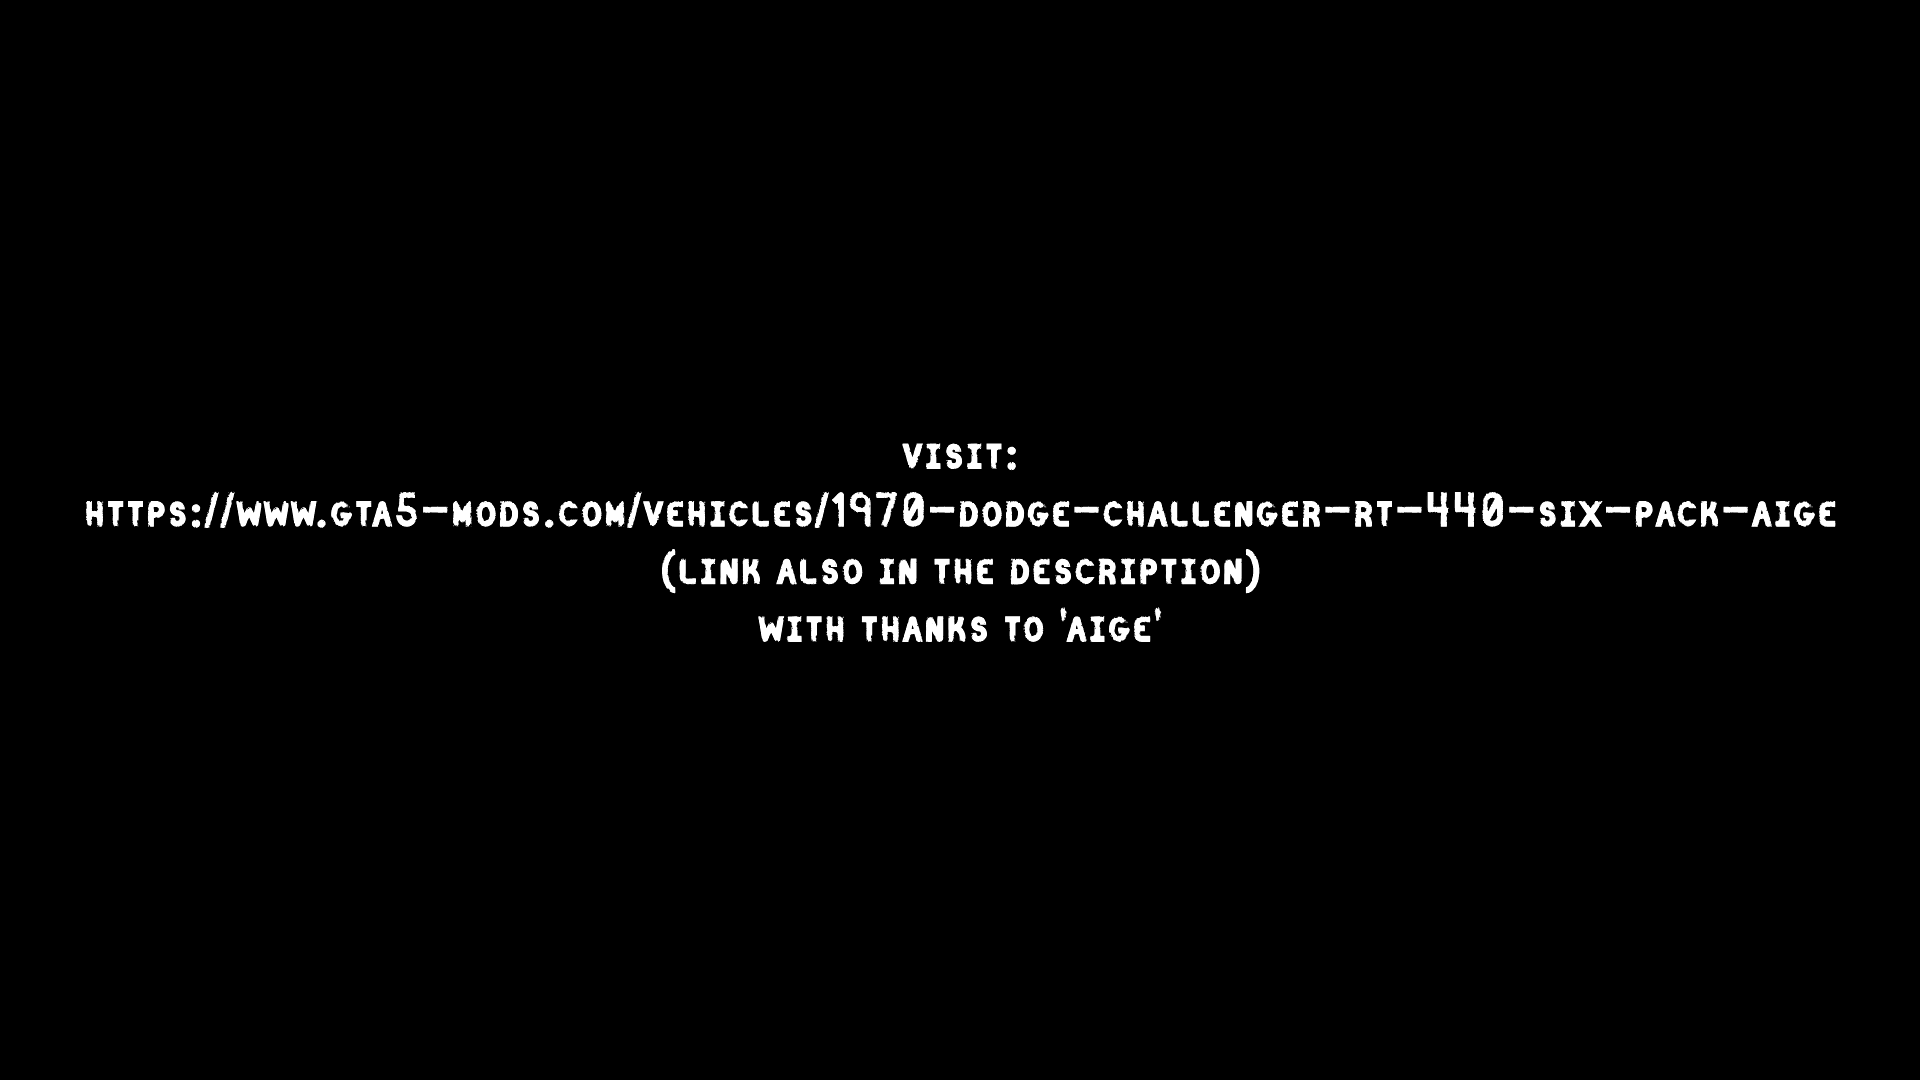 VISIT:
HTTPS://WWW.GTA5-MODS.COM/VEHICLES/1970-DODGE-CHALLENGER-RT-440-SIX-PACK-AIGE
(LINK ALSO IN THE DESCRIPTION)
WITH THANKS TO 'AIGE'